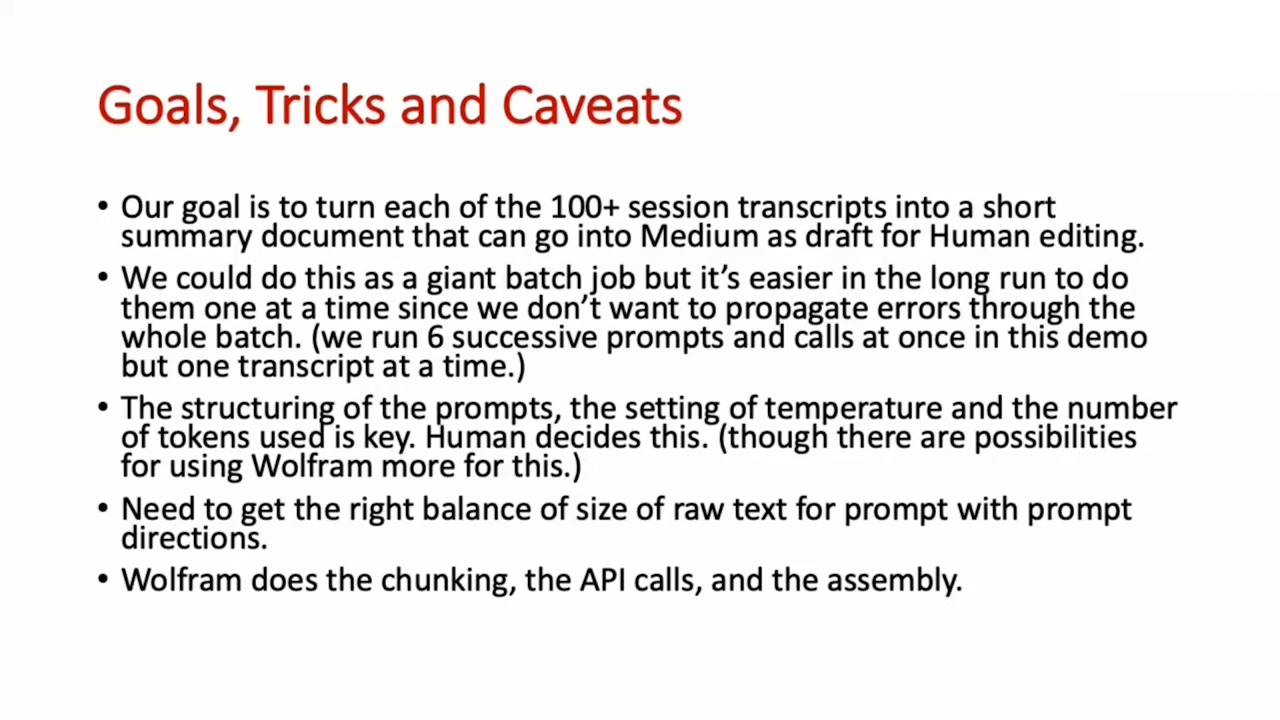 Goals, Tricks and Caveats
• Our goal is to turn each of the 100+ session transcripts into a short
summary document that can go into Medium as draft for Human editing.
• We could do this as a giant batch job but it’s easier in the long run to do
them one at a time since we don’t want to propagate errors through the
whole batch. (we run 6 successive prompts and calls at once in this demo
but one transcript at a time.)
• The structuring of the prompts, the setting of temperature and the number
of tokens used is key. Human decides this. (though there are possibilities
for using Wolfram more for this.)
• Need to get the right balance of size of raw text for prompt with prompt
directions.
• Wolfram does the chunking, the API calls, and the assembly.